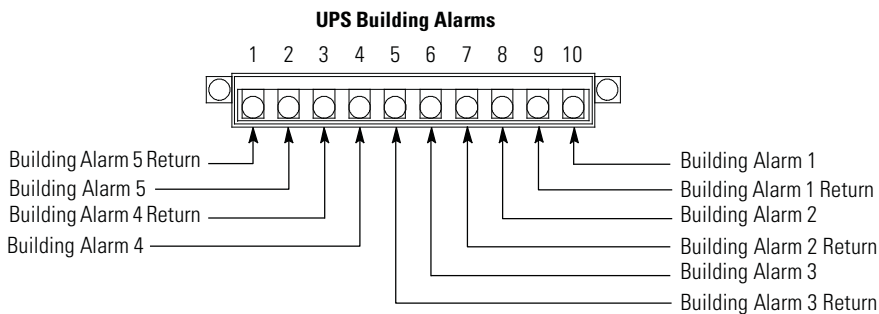 UPS Building Alarms
1 2 3 4 5 6 7 8 9 10
Building Alarm 5 Return
Building Alarm 5
Building Alarm 4 Return
Building Alarm 4
Building Alarm 1
Building Alarm 1 Return
Building Alarm 2
Building Alarm 2 Return
Building Alarm 3
Building Alarm 3 Return